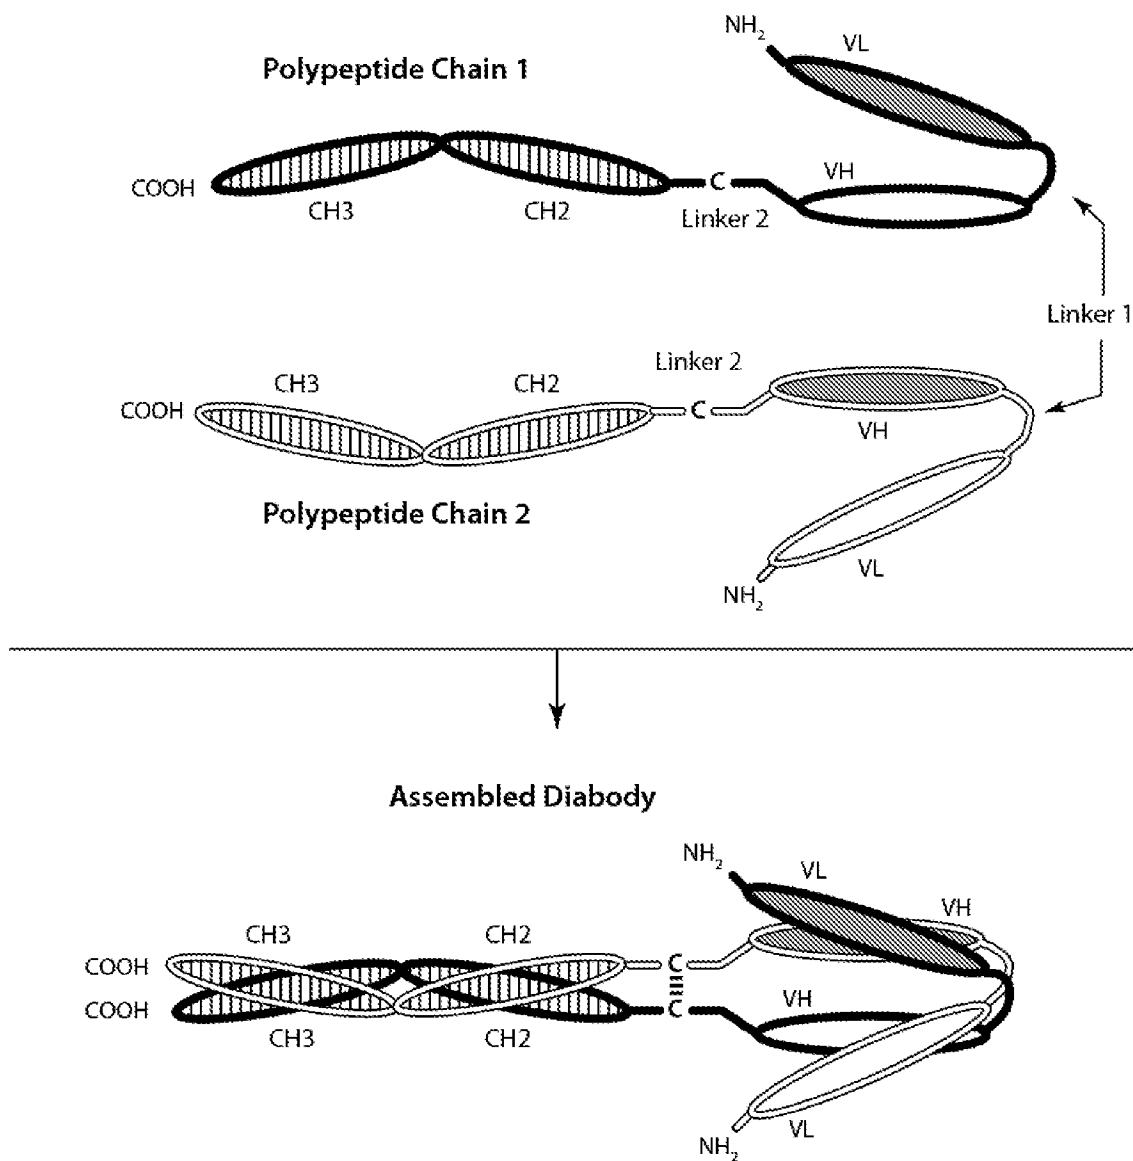 NH2
VL
Polypeptide Chain 1
VH
COOH
C
CH3
CH2
Linker 2
Linker 1
Linker 2
CH3
CH2
COOH
C
VH
Polypeptide Chain 2
VL
NH2
Assembled Diabody
NH2
VL
VH
CH3
CH2
COOH
C
VH
COOH
C
CH3
CH2
VL
NH2